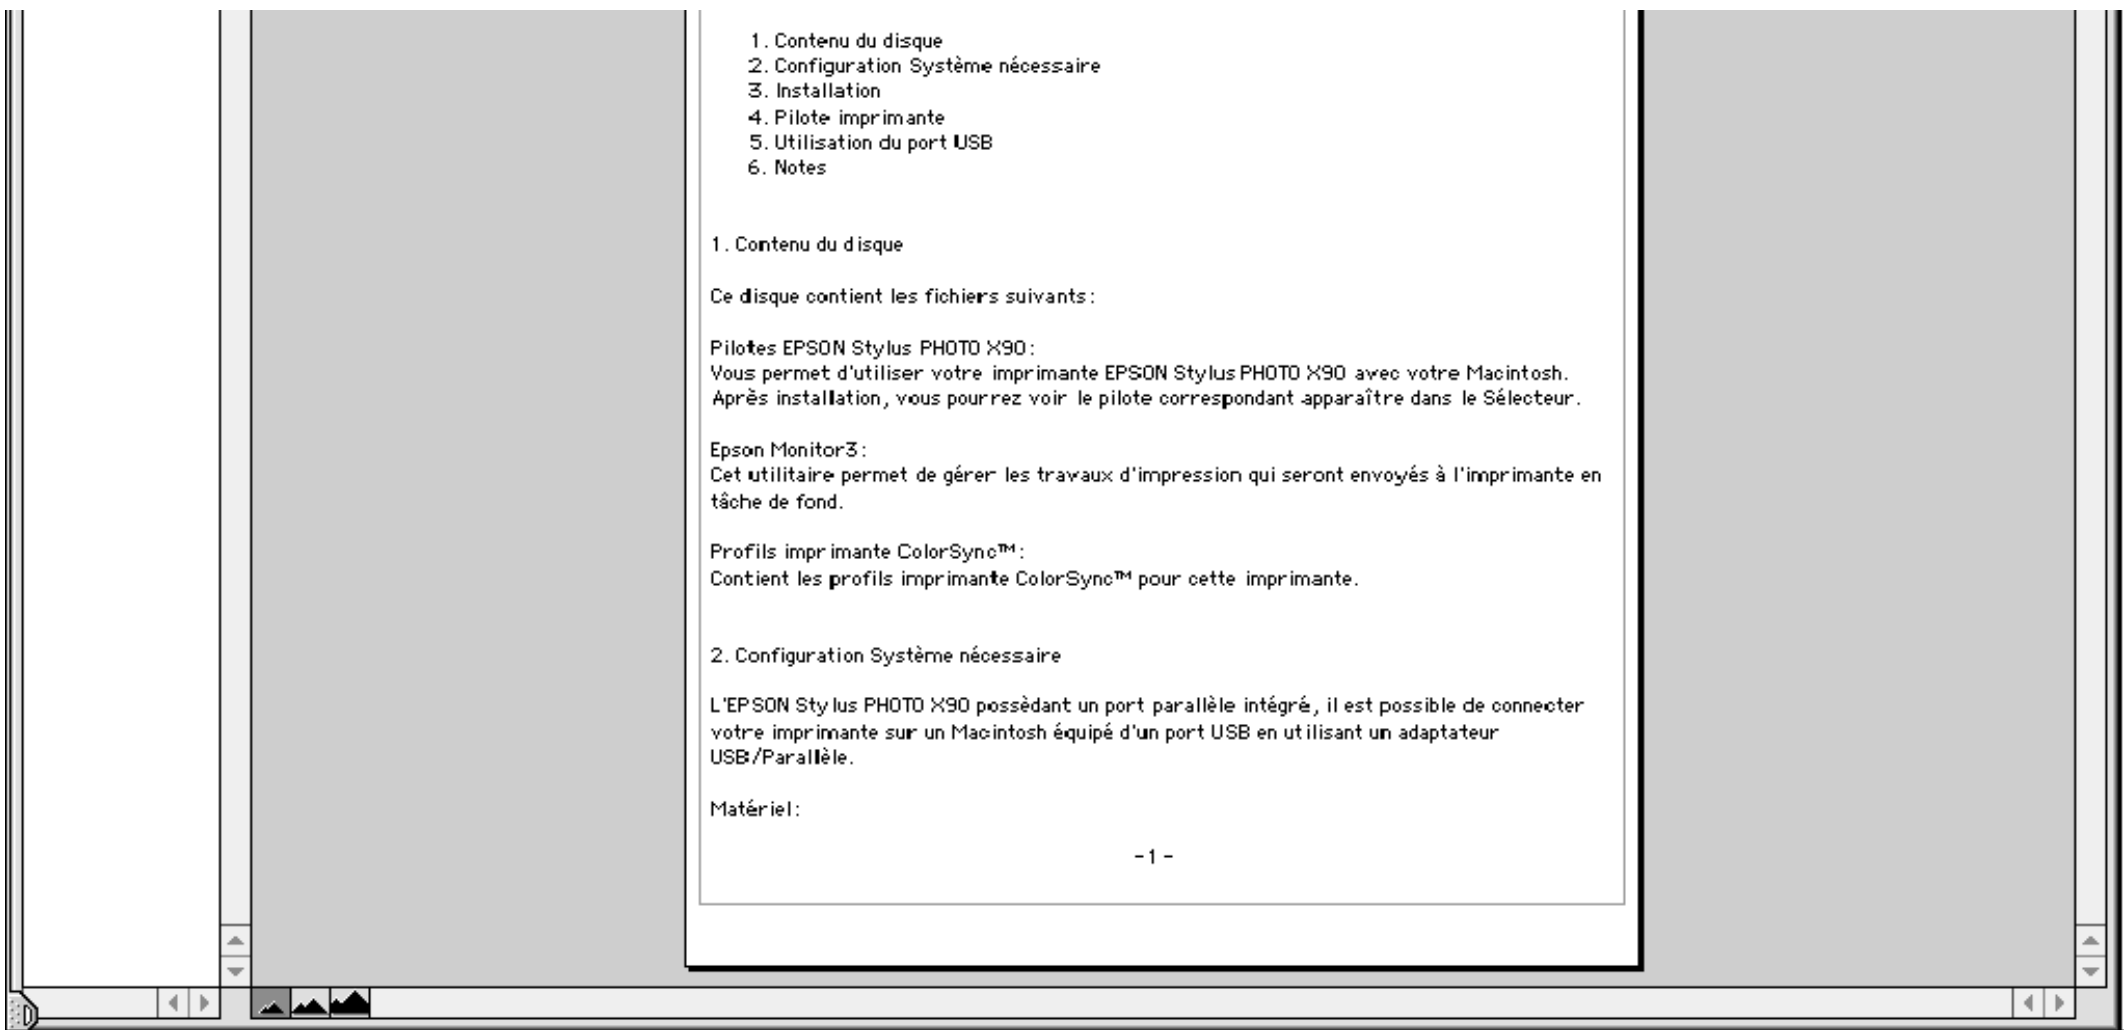 1. Contenu du disque
2. Configuration Système nécessaire
3. Installation
4. Pilote imprimante
5. Utilisation du port USB
6. Notes
1. Contenu du disque
Ce disque contient les fichiers suivants:
Pilotes EPSON Stylus PHOTO X90:
Vous permet d'utiliser votre imprimante EPSON Stylus PHOTO X90 avec votre Macintosh.
Après installation, vous pourrez voir le pilote correspondant apparaître dans le Sélecteur.
Epson Monitor3:
Cet utilitaire permet de gérer les travaux d'impression qui seront envoyés à l'imprimante en
tâche de fond.
Profils imprimante ColorSync™:
Contient les profils imprimante ColorSync™ pour cette imprimante.
2. Configuration Système nécessaire
L'EPSON Stylus PHOTO X90 possèdant un port parallèle intégré, il est possible de connecter
votre imprimante sur un Macintosh équipé d'un port USB en utilisant un adaptateur
USB/Parallèle.
Matériel:
-1-